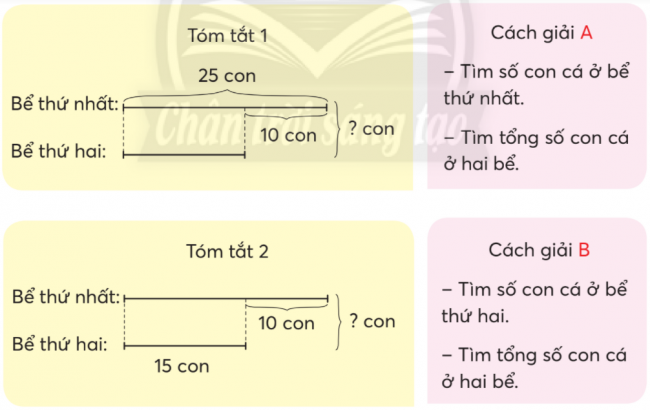 Tóm tắt 1
25 con
Bể thứ nhất:
10 con
? con
Bể thứ hai:
Cách giải A
– Tìm số con cá ở bể
thứ nhất.
– Tìm tổng số con cá
ở hai bể.
Chân trời sáng tạo
Tóm tắt 2
Bể thứ nhất:
10 con
? con
Bể thứ hai:
15 con
Cách giải B
– Tìm số con cá ở bể
thứ hai.
– Tìm tổng số con cá
ở hai bể.